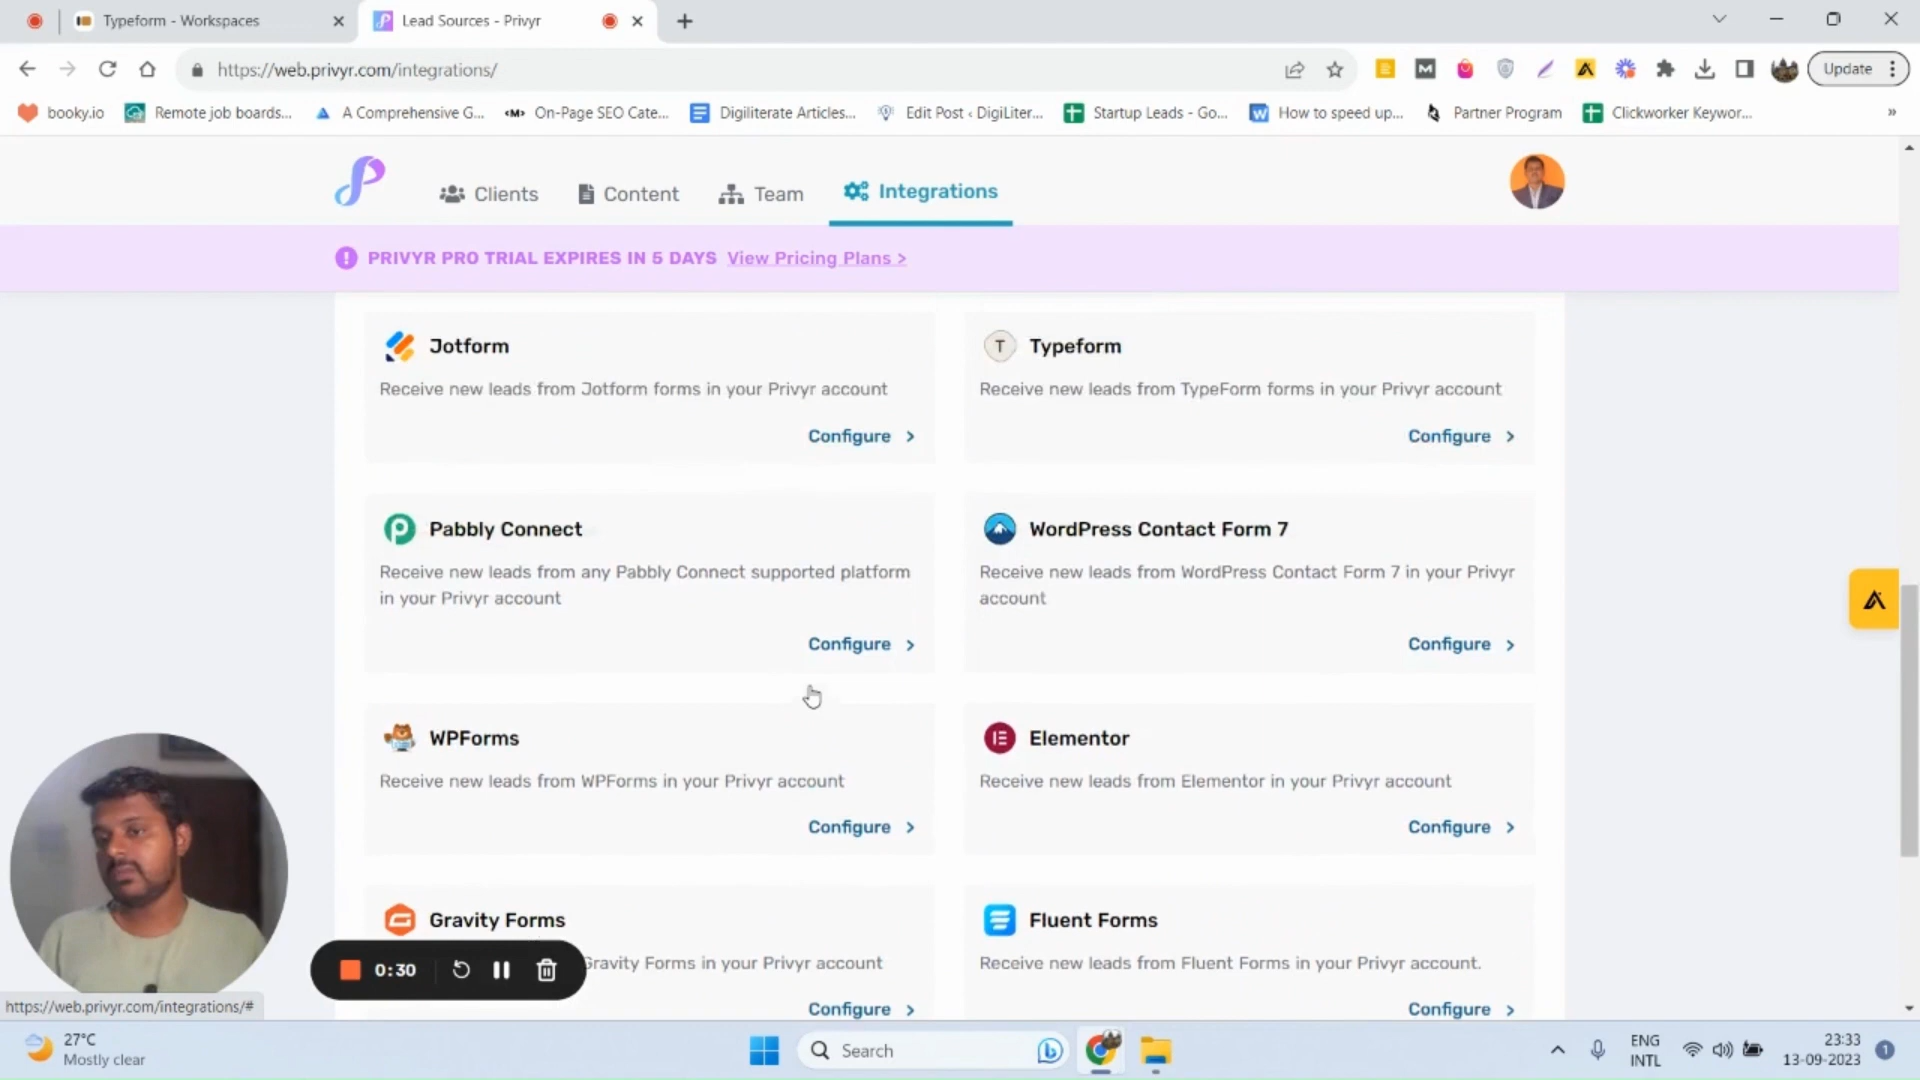 Typeform - Workspaces
Lead Sources - Privyr
https://web.privyr.com/integrations/
Update
booky.io
Remote job boards...
A Comprehensive G...
<M>
On-Page SEO Cate...
Digiliterate Articles...
Edit Post ‹ DigiLiter...
Startup Leads - Go...
How to speed up...
Partner Program
Clickworker Keywor...
»
Clients
Content
Team
Integrations
PRIVYR PRO TRIAL EXPIRES IN 5 DAYS View Pricing Plans >
Jotform
Receive new leads from Jotform forms in your Privyr account
Configure >
T
Typeform
Receive new leads from TypeForm forms in your Privyr account
Configure >
Pabbly Connect
Receive new leads from any Pabbly Connect supported platform
in your Privyr account
Configure >
WordPress Contact Form 7
Receive new leads from WordPress Contact Form 7 in your Privyr
account
Configure >
WPForms
Receive new leads from WPForms in your Privyr account
Configure >
Elementor
Receive new leads from Elementor in your Privyr account
Configure >
Gravity Forms
Gravity Forms in your Privyr account
Configure >
Fluent Forms
Receive new leads from Fluent Forms in your Privyr account.
Configure >
0:30
https://web.privyr.com/integrations/#
27°C
Mostly clear
Search
ENG
INTL
23:33
13-09-2023
1